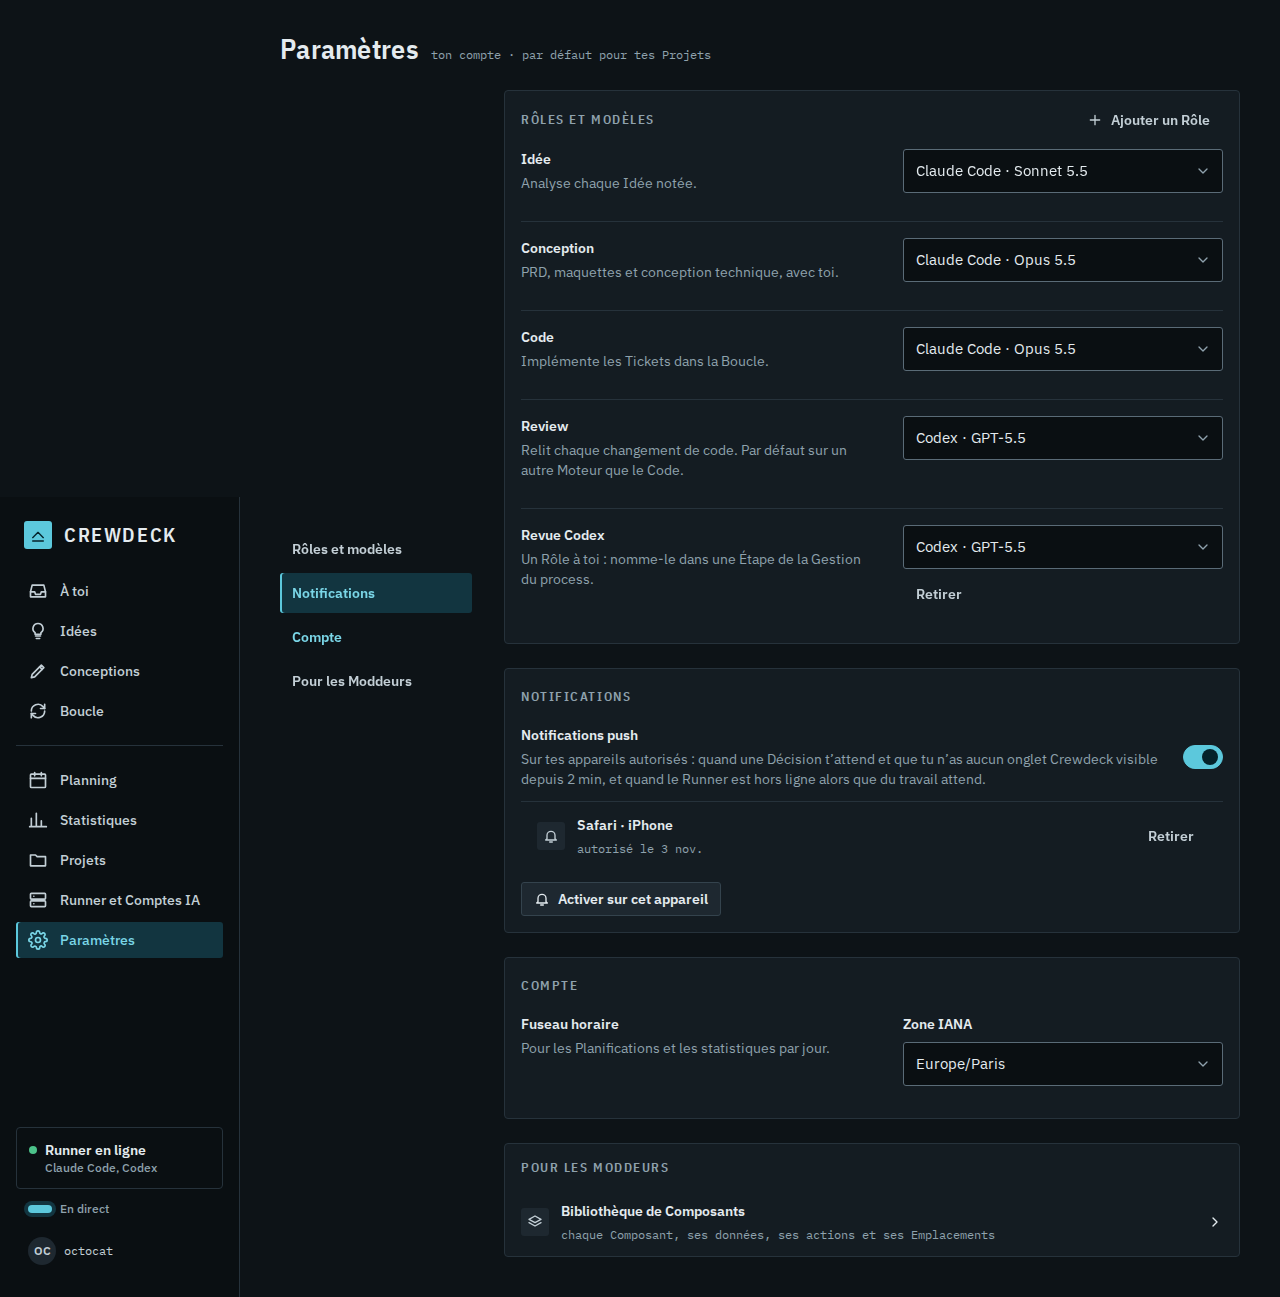 Paramètres ton compte · par défaut pour tes Projets
RÔLES ET MODÈLES
Ajouter un Rôle
Idée
Analyse chaque Idée notée.
Claude Code · Sonnet 5.5
Conception
PRD, maquettes et conception technique, avec toi.
Claude Code · Opus 5.5
Code
Implémente les Tickets dans la Boucle.
Claude Code · Opus 5.5
Review
Relit chaque changement de code. Par défaut sur un
autre Moteur que le Code.
Codex · GPT-5.5
Revue Codex
Un Rôle à toi : nomme-le dans une Étape de la Gestion
du process.
Codex · GPT-5.5
Retirer
CREWDECK
À toi
Idées
Conceptions
Boucle
Planning
Statistiques
Projets
Runner et Comptes IA
Paramètres
Runner en ligne
Claude Code, Codex
En direct
OC octocat
Rôles et modèles
Notifications
Compte
Pour les Moddeurs
NOTIFICATIONS
Notifications push
Sur tes appareils autorisés : quand une Décision t’attend et que tu n’as aucun onglet Crewdeck visible
depuis 2 min, et quand le Runner est hors ligne alors que du travail attend.
Safari · iPhone
autorisé le 3 nov.
Retirer
Activer sur cet appareil
COMPTE
Fuseau horaire
Pour les Planifications et les statistiques par jour.
Zone IANA
Europe/Paris
POUR LES MODDEURS
Bibliothèque de Composants
chaque Composant, ses données, ses actions et ses Emplacements